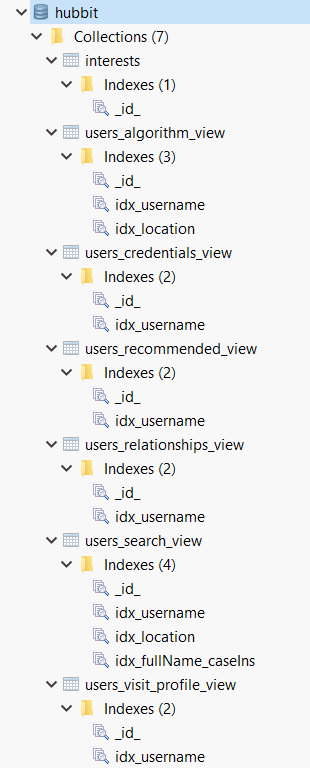 hubbit
Collections (7)
interests
Indexes (1)
_id_
users_algorithm_view
Indexes (3)
_id_
idx_username
idx_location
users_credentials_view
Indexes (2)
_id_
idx_username
users_recommended_view
Indexes (2)
_id_
idx_username
users_relationships_view
Indexes (2)
_id_
idx_username
users_search_view
Indexes (4)
_id_
idx_username
idx_location
idx_fullName_caseIns
users_visit_profile_view
Indexes (2)
_id_
idx_username